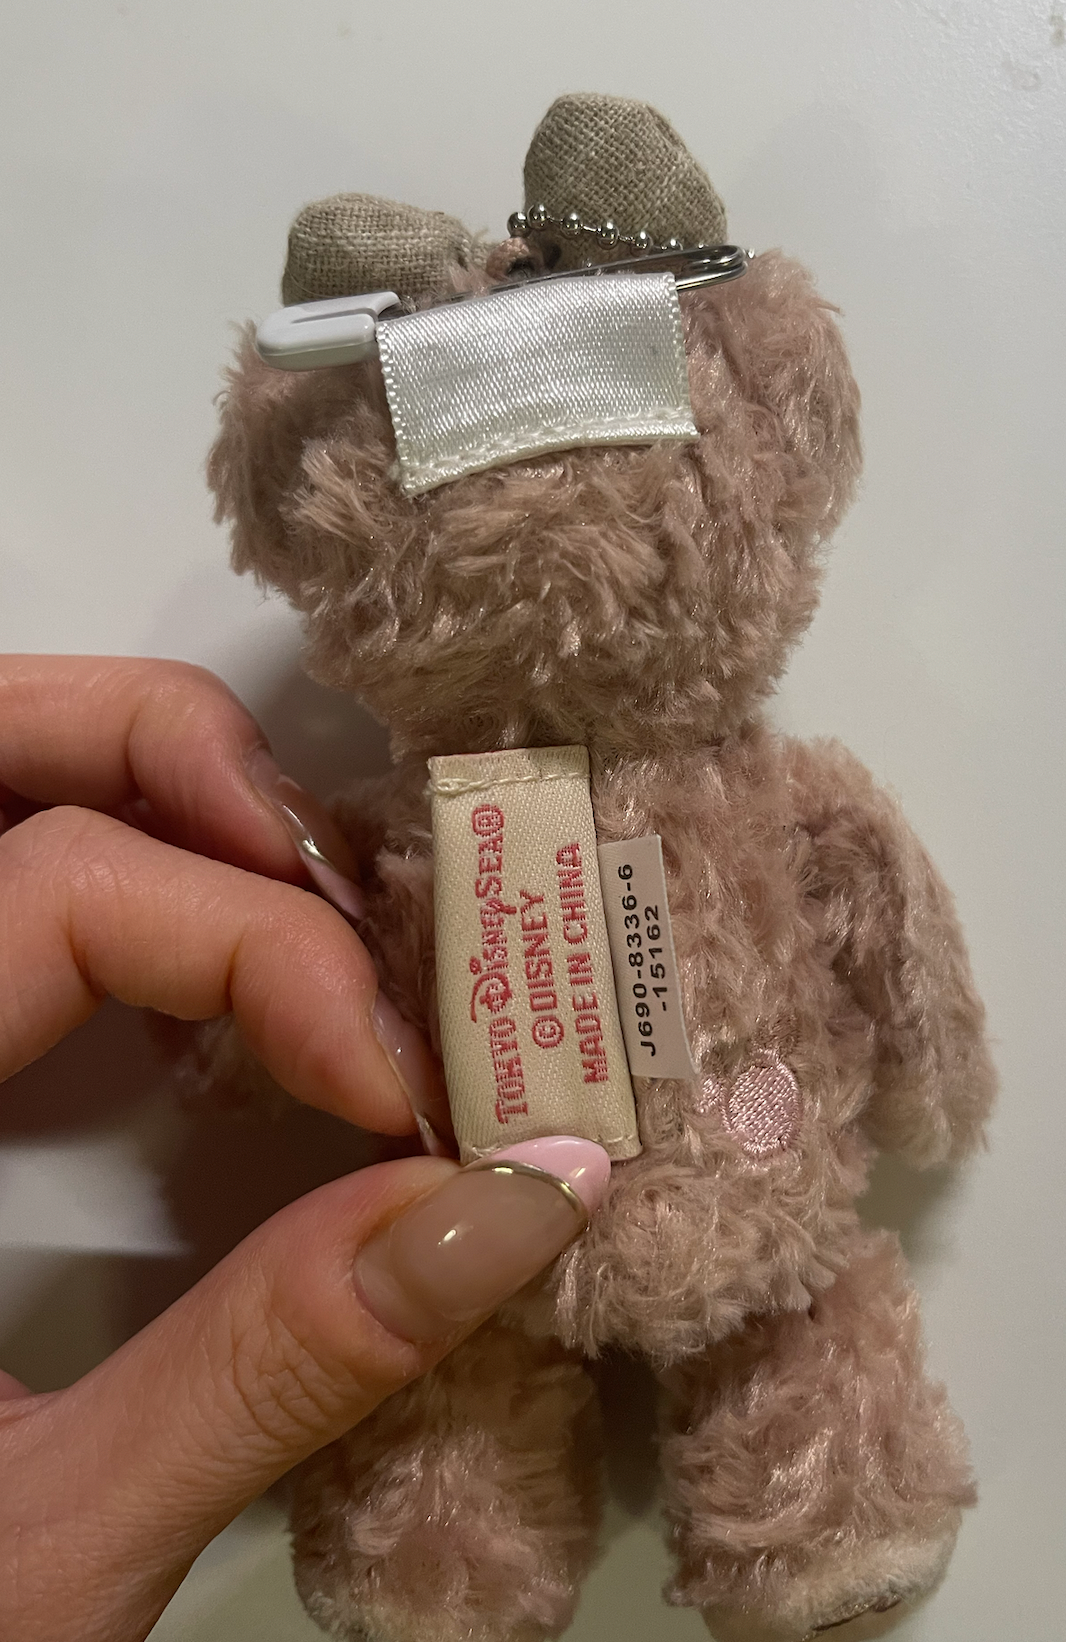 TOKYO DISNEYSEA®
© DISNEY
MADE IN CHINA
J690-8336-6
-15162